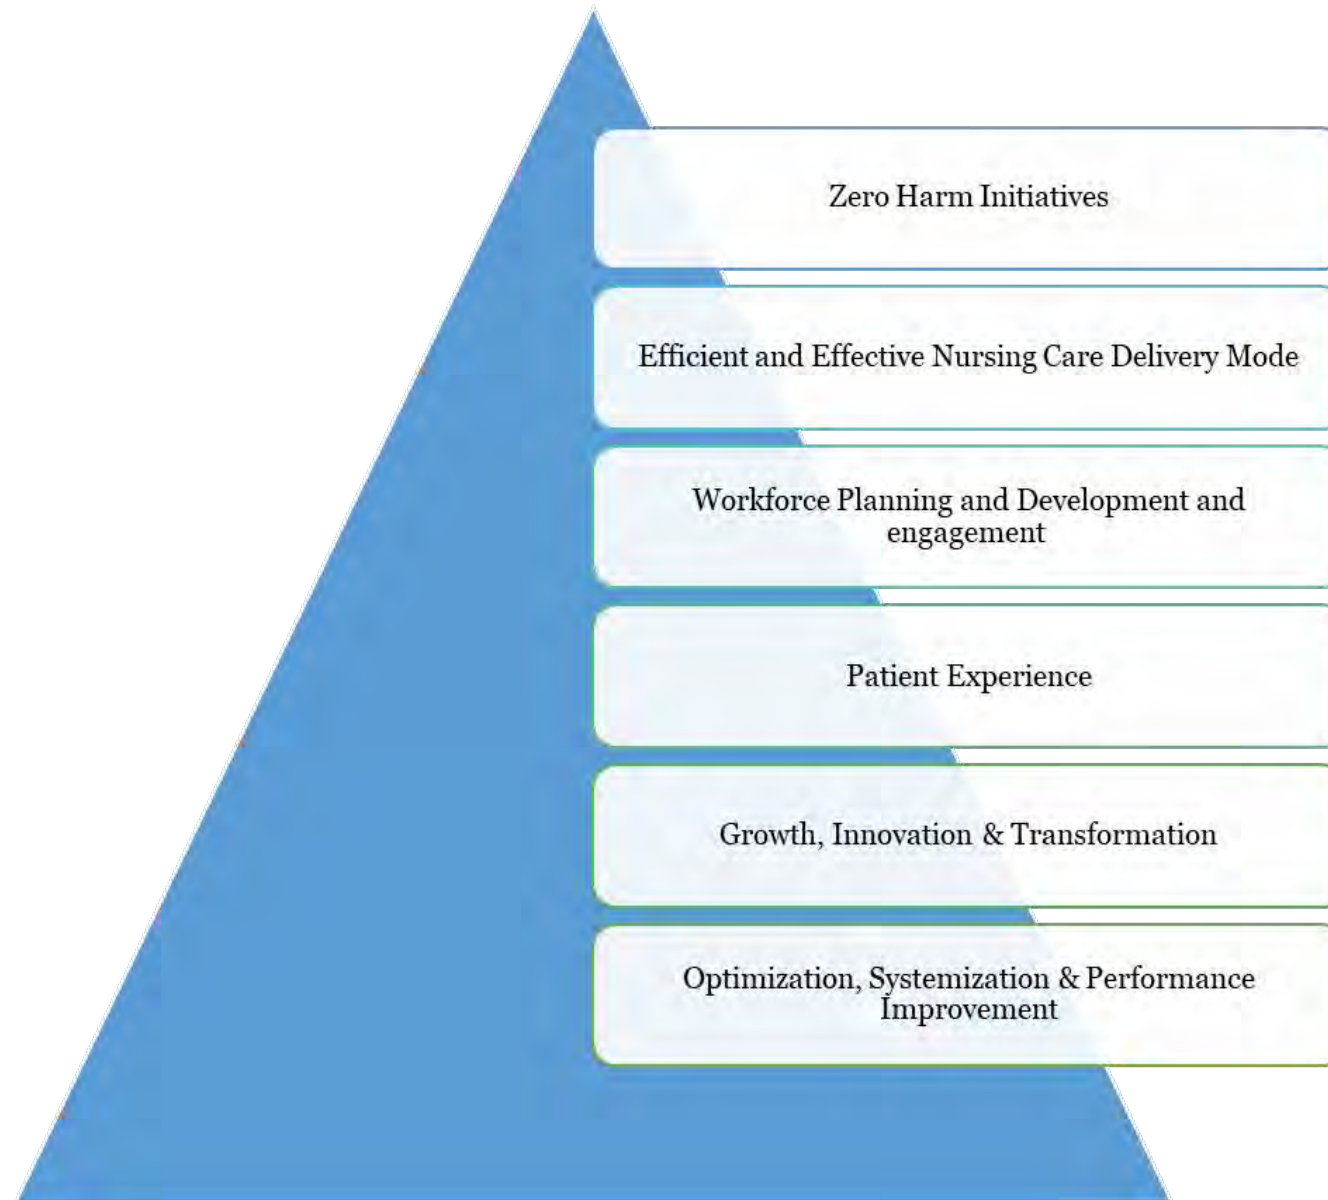 Zero Harm Initiatives
Efficient and Effective Nursing Care Delivery Mode
Workforce Planning and Development and
engagement
Patient Experience
Growth, Innovation & Transformation
Optimization, Systemization & Performance
Improvement